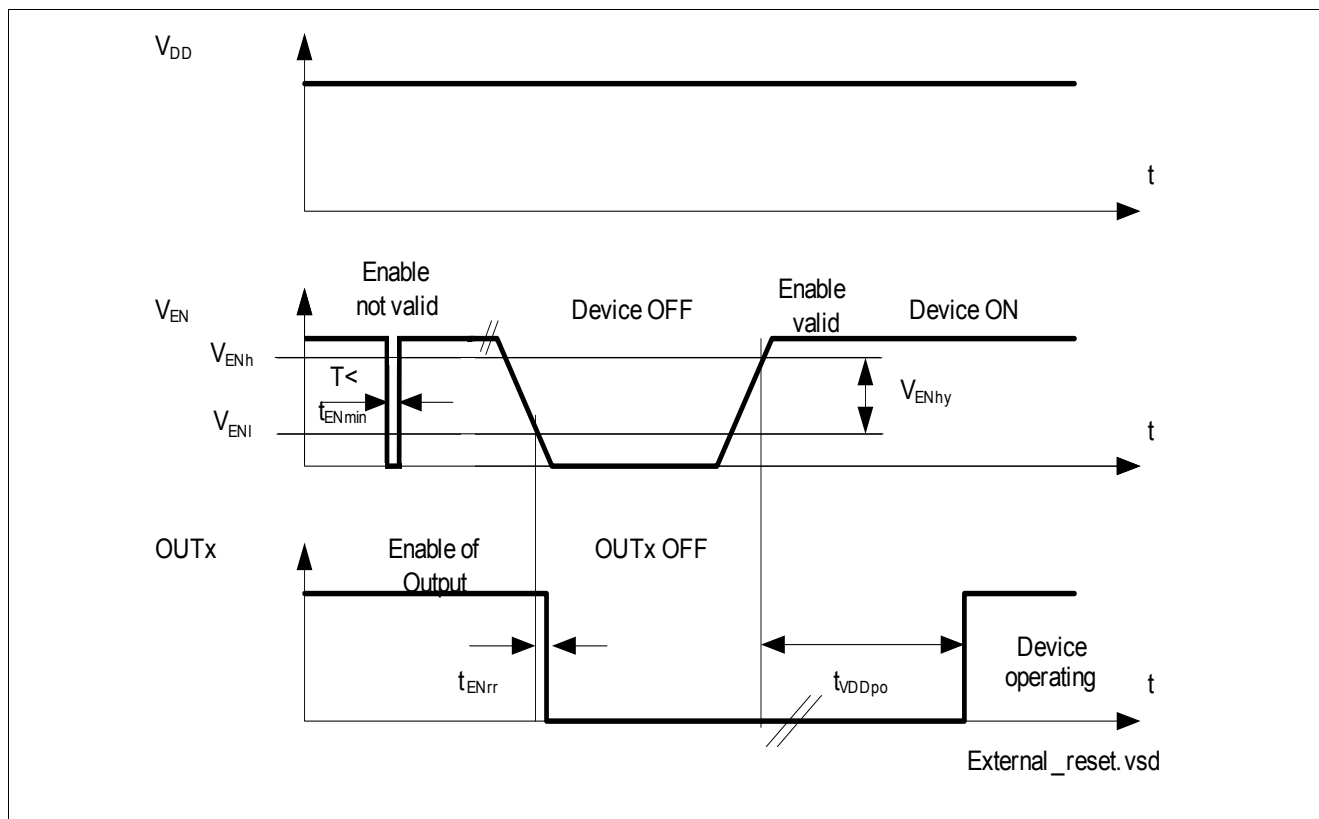 VDD
t
Enable
not valid
VEN
Device OFF
Enable
valid
Device ON
VENh
T<
tENmin
VENl
VENhy
t
OUTx
Enable of
Output
OUTx OFF
tENrr
tVDDpo
Device
operating
t
External_reset.vsd